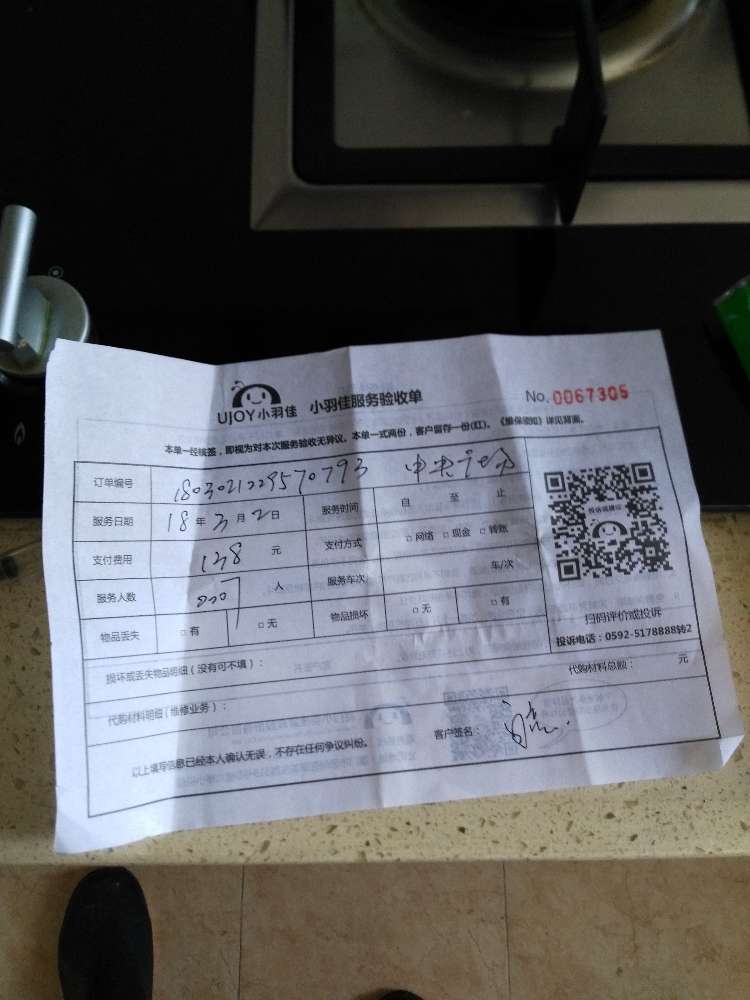 UJOY小羽佳 小羽佳服务验收单 No.0067305
本单一经核签，即视为对本次服务验收无异议。本单一式两份，客户留存一份(红)。《维保须知》详见背面。
订单编号 180302122957 0793
服务日期 18年3月2日 服务时间 自 至 止
支付费用 138 元 支付方式 □网络 □现金 □转账
服务人数 人 服务车次 车/次
物品丢失 □有 □无 物品损坏 □无 □有
扫码评价或投诉
投诉电话：0592-5178888转2
损坏或丢失物品明细（没有可不填）：
代购材料明细（维修业务）： 代购材料总额： 元
以上填写信息已经本人确认无误，不存在任何争议纠纷。 客户签名：